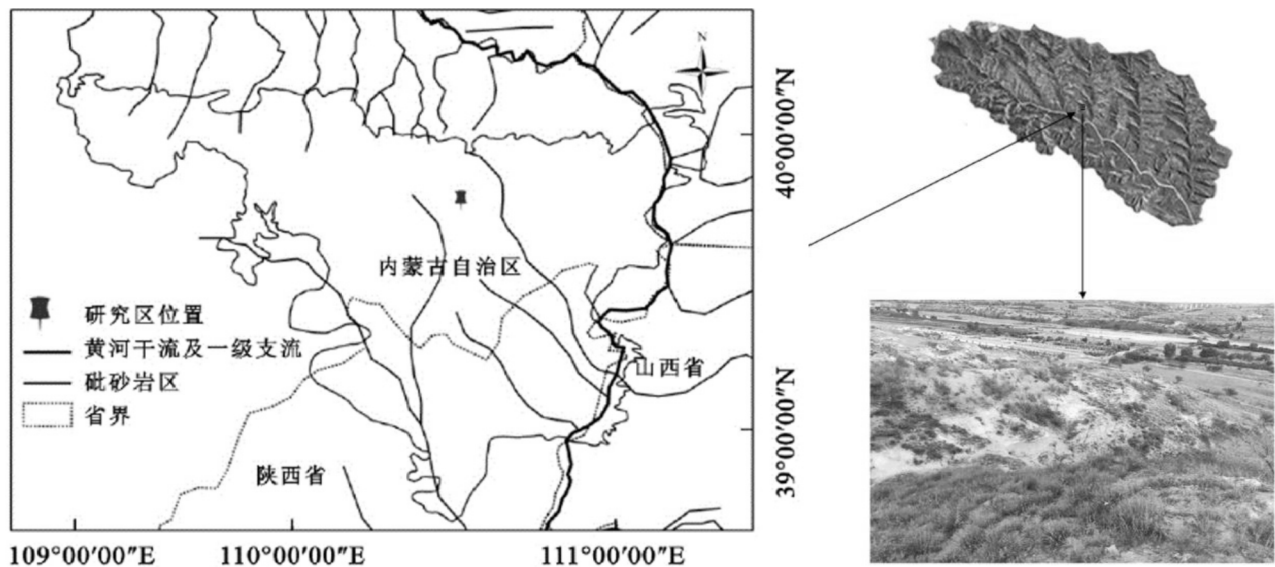 N
40°00′00″N
内蒙古自治区
研究区位置
黄河干流及一级支流
砒砂岩区
省界
山西省
陕西省
39°00′00″N
109°00′00″E
110°00′00″E
111°00′00″E